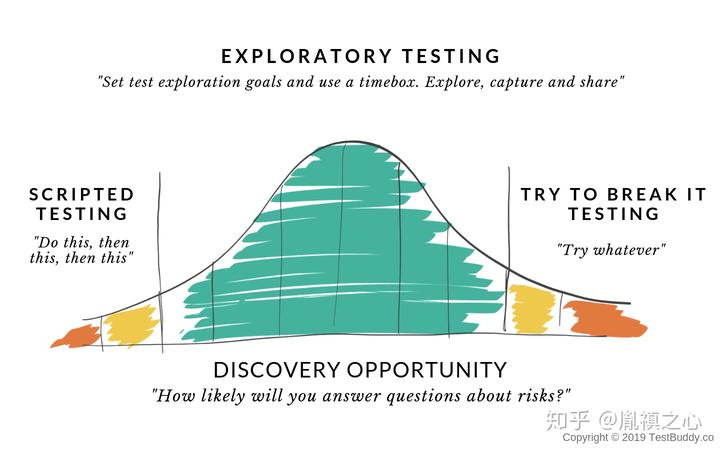 EXPLORATORY TESTING
"Set test exploration goals and use a timebox. Explore, capture and share"
SCRIPTED
TESTING
"Do this, then
this, then this"
TRY TO BREAK IT
TESTING
"Try whatever"
DISCOVERY OPPORTUNITY
"How likely will you answer questions about risks?"
知乎 @胤禛之心
Copyright © 2019 TestBuddy.co